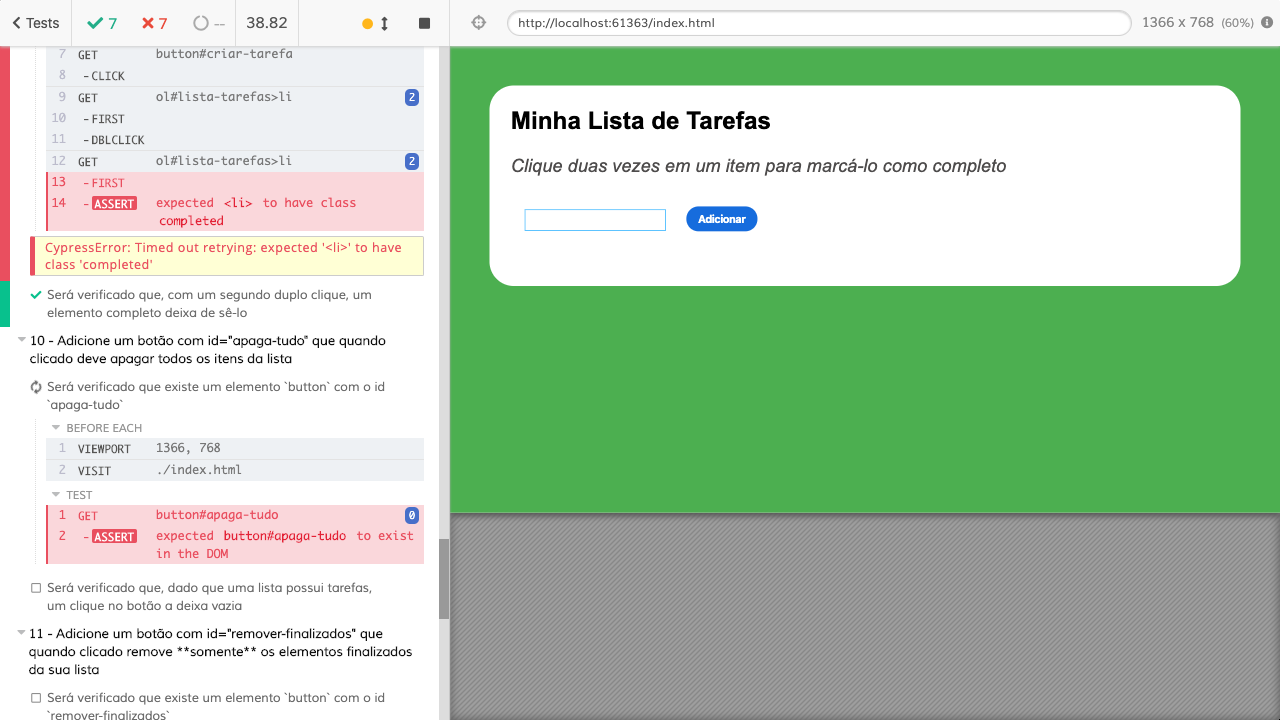 Tests
7
7
--
38.82
http://localhost:61363/index.html
1366 x 768 (60%)
7 GET button#criar-tarefa
8 -CLICK
9 GET ol#lista-tarefas>li 2
10 -FIRST
11 -DBLCLICK
12 GET ol#lista-tarefas>li 2
13 -FIRST
14 -ASSERT expected <li> to have class
completed
CypressError: Timed out retrying: expected '<li>' to have
class 'completed'
Será verificado que, com um segundo duplo clique, um
elemento completo deixa de sê-lo
10 - Adicione um botão com id="apaga-tudo" que quando
clicado deve apagar todos os itens da lista
Será verificado que existe um elemento `button` com o id
`apaga-tudo`
BEFORE EACH
1 VIEWPORT 1366, 768
2 VISIT ./index.html
TEST
1 GET button#apaga-tudo 0
2 -ASSERT expected button#apaga-tudo to exist
in the DOM
Será verificado que, dado que uma lista possui tarefas,
um clique no botão a deixa vazia
11 - Adicione um botão com id="remover-finalizados" que
quando clicado remove **somente** os elementos finalizados
da sua lista
Será verificado que existe um elemento `button` com o id
`remover-finalizados`
Minha Lista de Tarefas
Clique duas vezes em um item para marcá-lo como completo
Adicionar